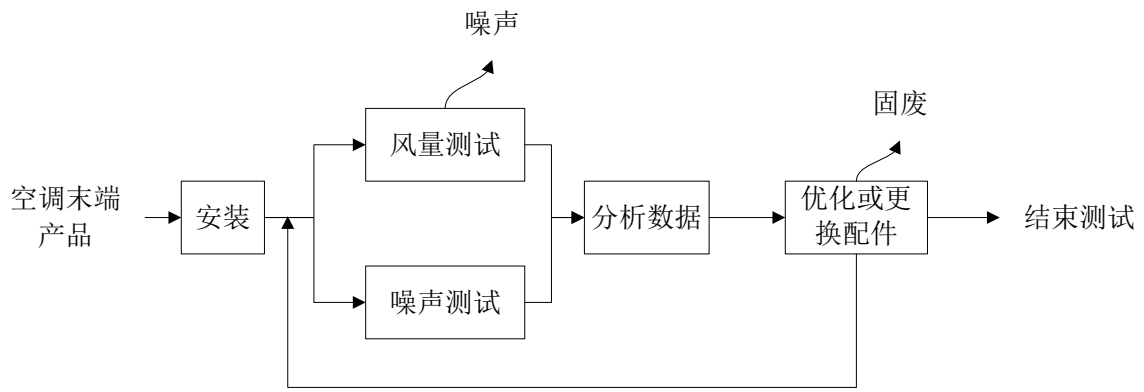 噪声
固废
风量测试
空调末端
产品
安装
分析数据
优化或更
换配件
结束测试
噪声测试